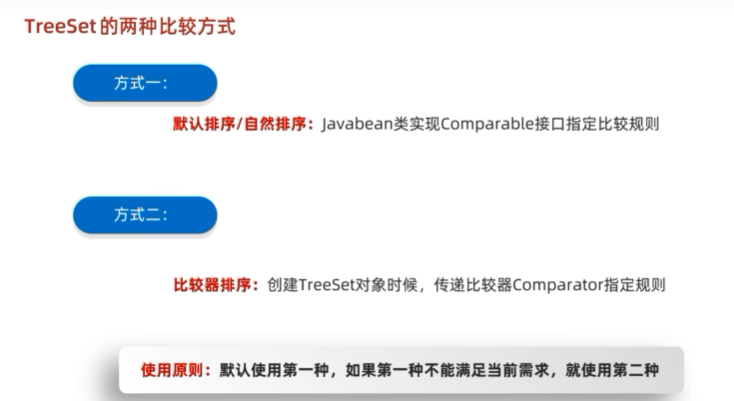 TreeSet的两种比较方式
方式一：
默认排序/自然排序：Javabean类实现Comparable接口指定比较规则
方式二：
比较器排序：创建TreeSet对象时候，传递比较器Comparator指定规则
使用原则：默认使用第一种，如果第一种不能满足当前需求，就使用第二种